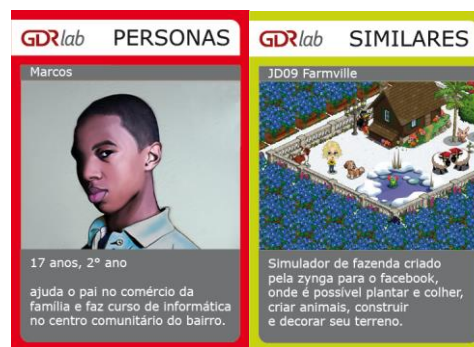 GDRlab PERSONAS
Marcos
17 anos, 2º ano
ajuda o pai no comércio da
família e faz curso de informática
no centro comunitário do bairro.
GDRlab SIMILARES
JD09 Farmville
Simulador de fazenda criado
pela zynga para o facebook,
onde é possível plantar e colher,
criar animais, construir
e decorar seu terreno.